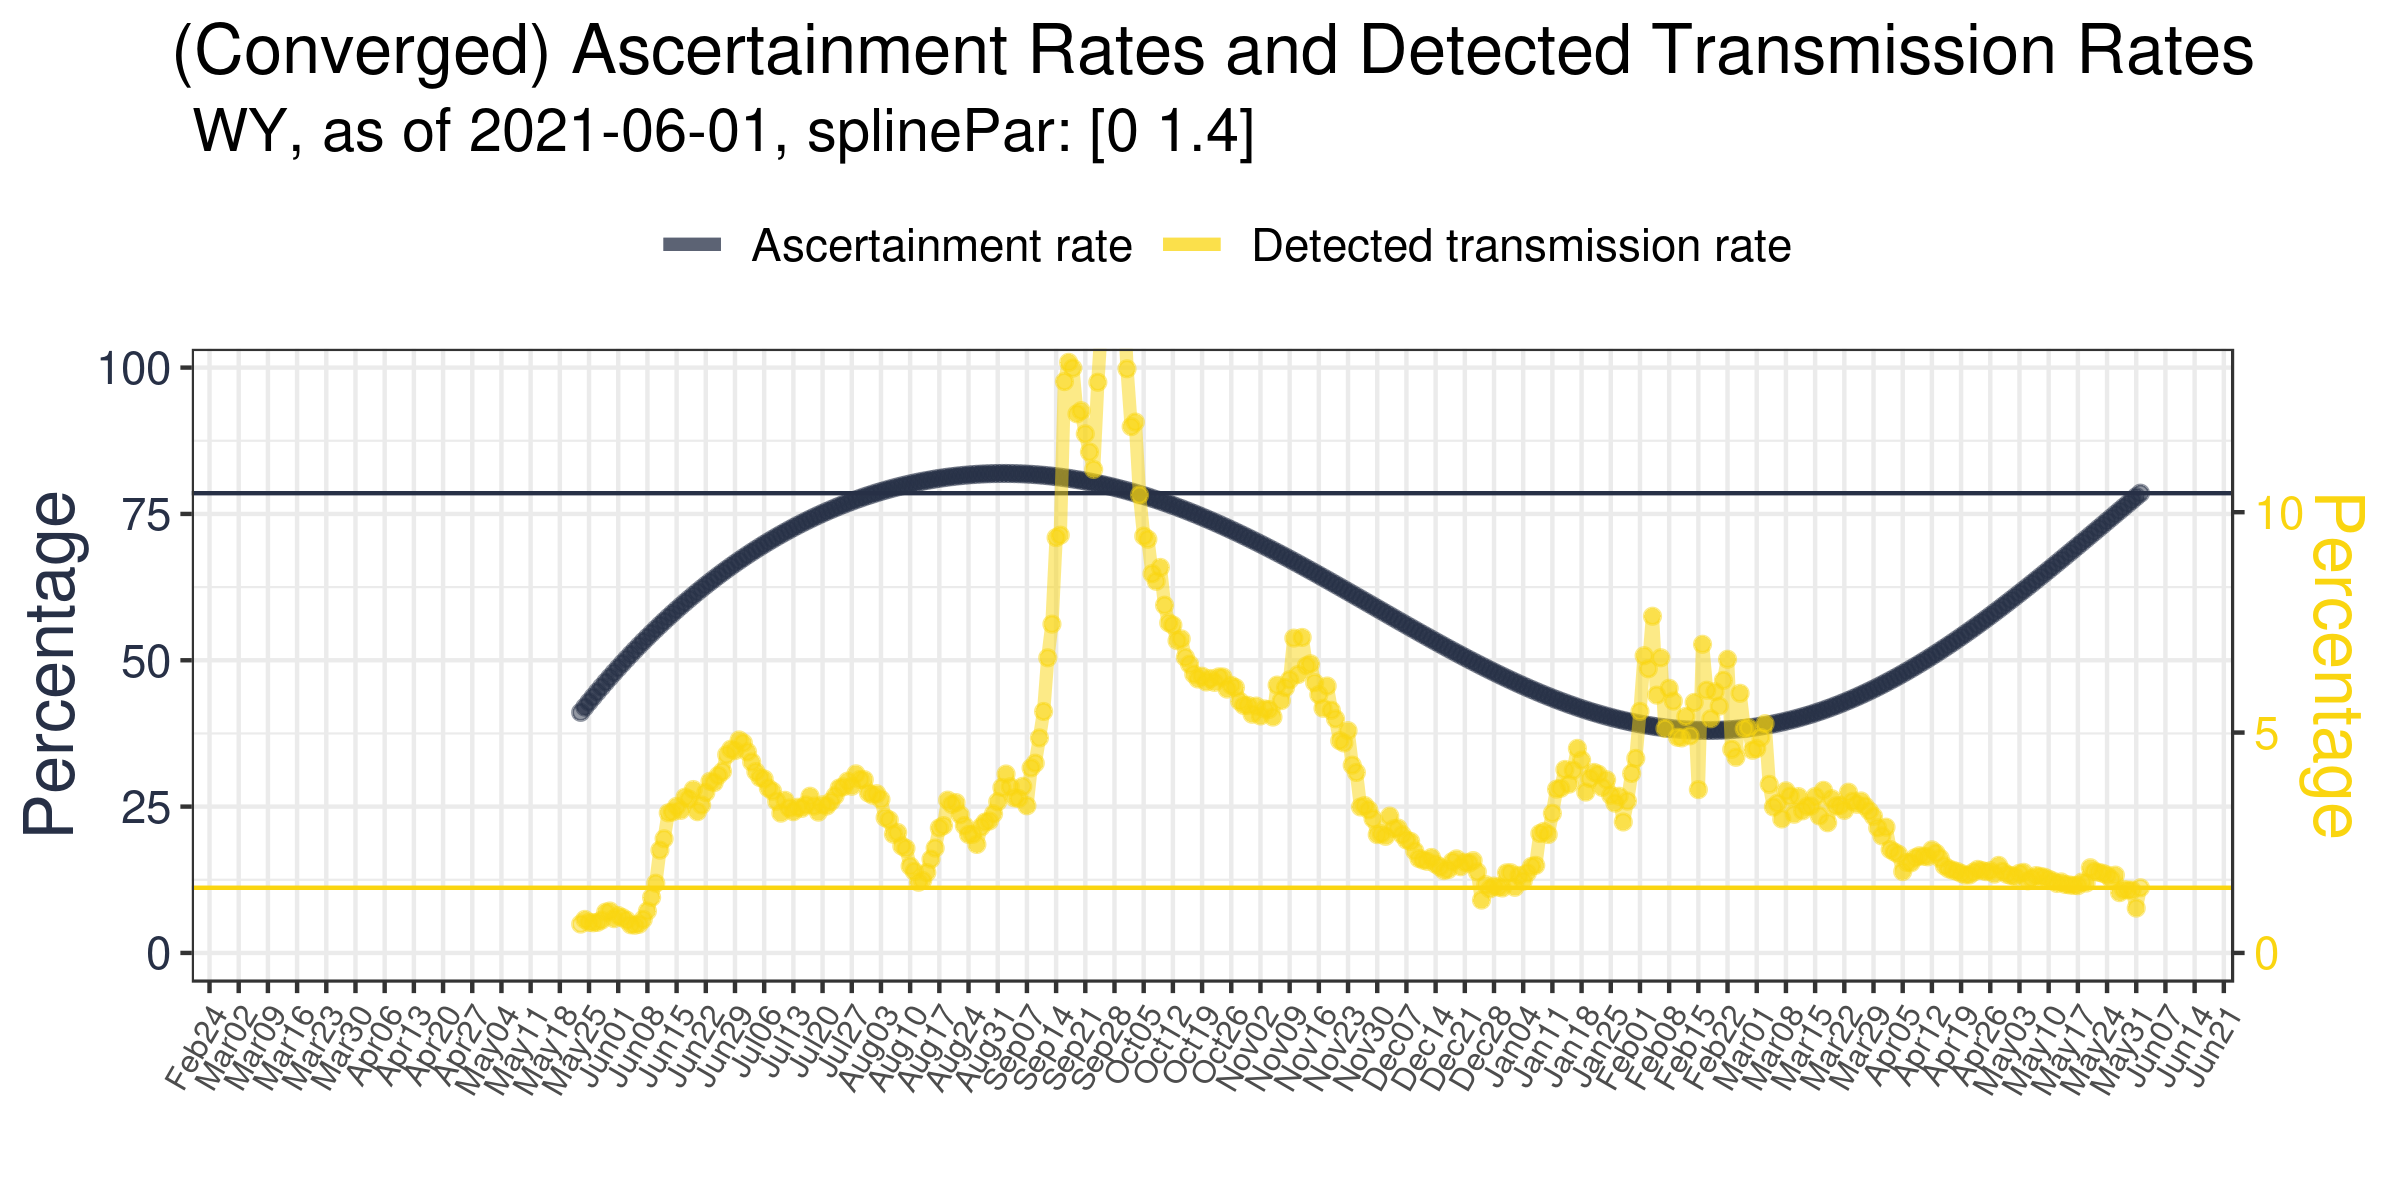 (Converged) Ascertainment Rates and Detected Transmission Rates
WY, as of 2021-06-01, splinePar: [0 1.4]
Ascertainment rate Detected transmission rate
Percentage
100
75
50
25
0
10
5
0
Percentage
Feb24 Mar02 Mar09 Mar16 Mar23 Mar30 Apr06 Apr13 Apr20 Apr27 May04 May11 May18 May25 Jun01 Jun08 Jun15 Jun22 Jun29 Jul06 Jul13 Jul20 Jul27 Aug03 Aug10 Aug17 Aug24 Aug31 Sep07 Sep14 Sep21 Sep28 Oct05 Oct12 Oct19 Oct26 Nov02 Nov09 Nov16 Nov23 Nov30 Dec07 Dec14 Dec21 Dec28 Jan04 Jan11 Jan18 Jan25 Feb01 Feb08 Feb15 Feb22 Mar01 Mar08 Mar15 Mar22 Mar29 Apr05 Apr12 Apr19 Apr26 May03 May10 May17 May24 May31 Jun07 Jun14 Jun21